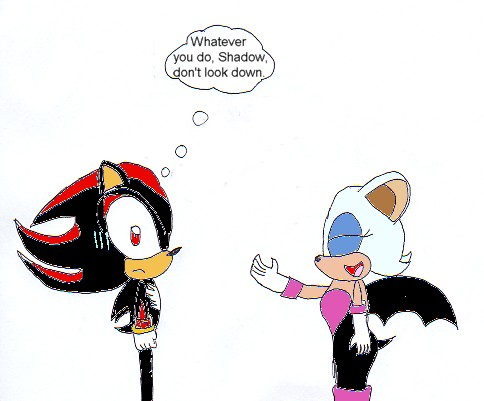 Whatever
you do, Shadow,
don't look down.